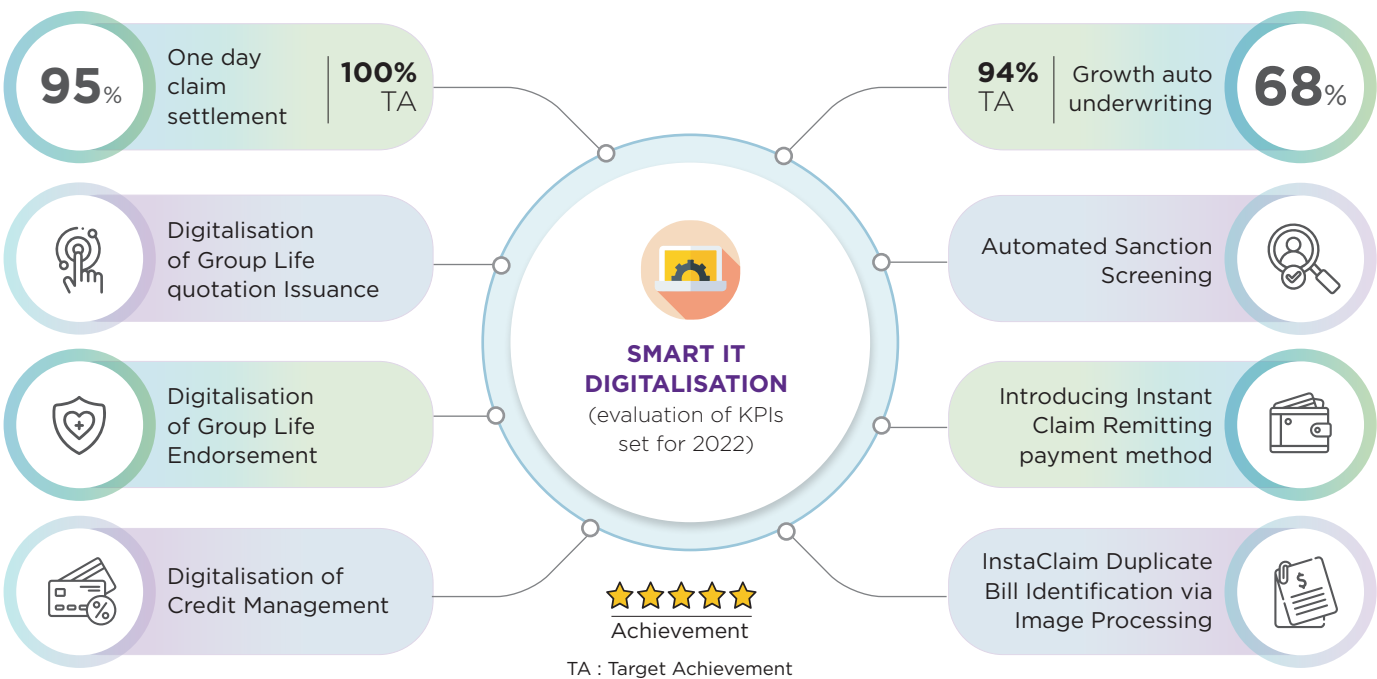 95%
One day
claim
settlement
100%
TA
Digitalisation
of Group Life
quotation Issuance
Digitalisation
of Group Life
Endorsement
Digitalisation of
Credit Management
SMART IT
DIGITALISATION
(evaluation of KPIs
set for 2022)
Achievement
TA : Target Achievement
94%
TA
Growth auto
underwriting
68%
Automated Sanction
Screening
Introducing Instant
Claim Remitting
payment method
InstaClaim Duplicate
Bill Identification via
Image Processing
%
$